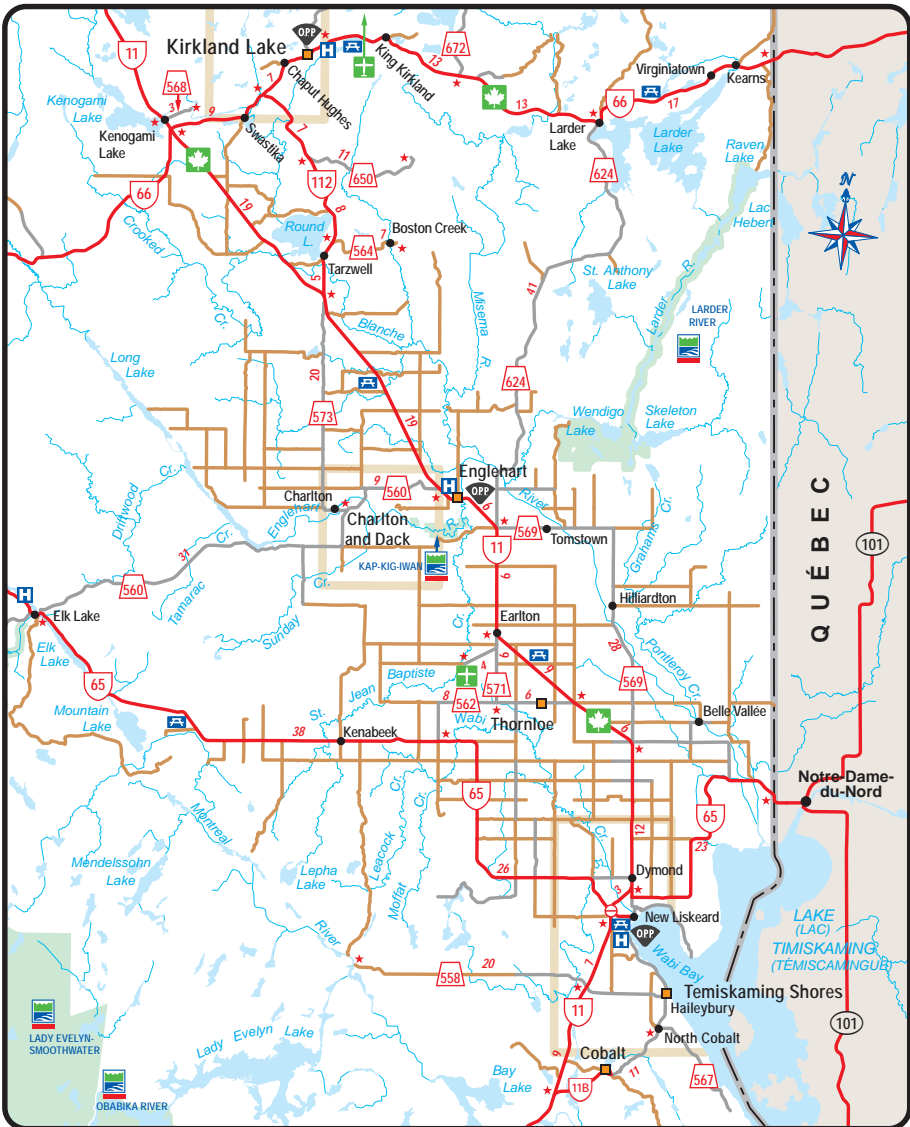 OPP
Kirkland Lake
H
11
672
King Kirkland
13
Virginiatown
Kearns
568
7
Chaput Hughes
Kenogami
Lake
3
9
Kenogami
Lake
Swastika
7
13
66
17
Larder
Lake
Larder
Lake
Raven
Lake
11
650
624
N
66
19
112
8
Crooked
Cr.
Round
L.
564
7
Boston Creek
Lac
Heber
Tarzwell
5
Misema
R.
41
St. Anthony
Lake
Larder
R.
LARDER
RIVER
Blanche
Long
Lake
20
573
19
624
Wendigo
Lake
Skeleton
Lake
Englehart
H
OPP
9
560
Charlton
6
River
Driftwood
Cr.
Englehart
Charlton
and Dack
R.
569
Tomstown
Grahams
Cr.
QUÉBEC
101
31
Cr.
11
560
Tamarac
KAP-KIG-IWAN
9
Cr.
H
Elk Lake
Sunday
Cr.
Earlton
Hilliardton
Elk
Lake
28
Pontleroy Cr.
65
St.
Jean
Baptiste
4
9
9
8
562
571
6
569
Mountain
Lake
Wabi
Thornloe
Belle Vallée
38
Kenabeek
6
Notre-Dame-
du-Nord
65
65
Montreal
Cr.
Cr.
12
23
Mendelssohn
Lake
Leacock
Moffat
Cr.
Lepha
Lake
26
Dymond
3
New Liskeard
OPP
H
River
LAKE
(LAC)
TIMISKAMING
(TÉMISCAMINGUE)
Wabi Bay
7
558
20
Temiskaming Shores
Haileybury
11
LADY EVELYN-
SMOOTHWATER
Lady Evelyn Lake
North Cobalt
101
9
Cobalt
Bay
Lake
11B
11
567
OBABIKA RIVER